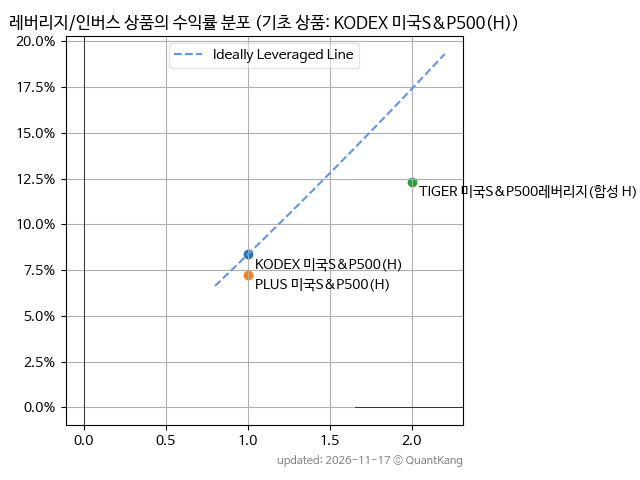 레버리지/인버스 상품의 수익률 분포 (기초 상품: KODEX 미국S&P500(H))
Ideally Leveraged Line
20.0%
17.5%
15.0%
12.5%
10.0%
7.5%
5.0%
2.5%
0.0%
TIGER 미국S&P500레버리지(합성 H)
KODEX 미국S&P500(H)
PLUS 미국S&P500(H)
0.0 0.5 1.0 1.5 2.0
updated: 2026-11-17 © QuantKang